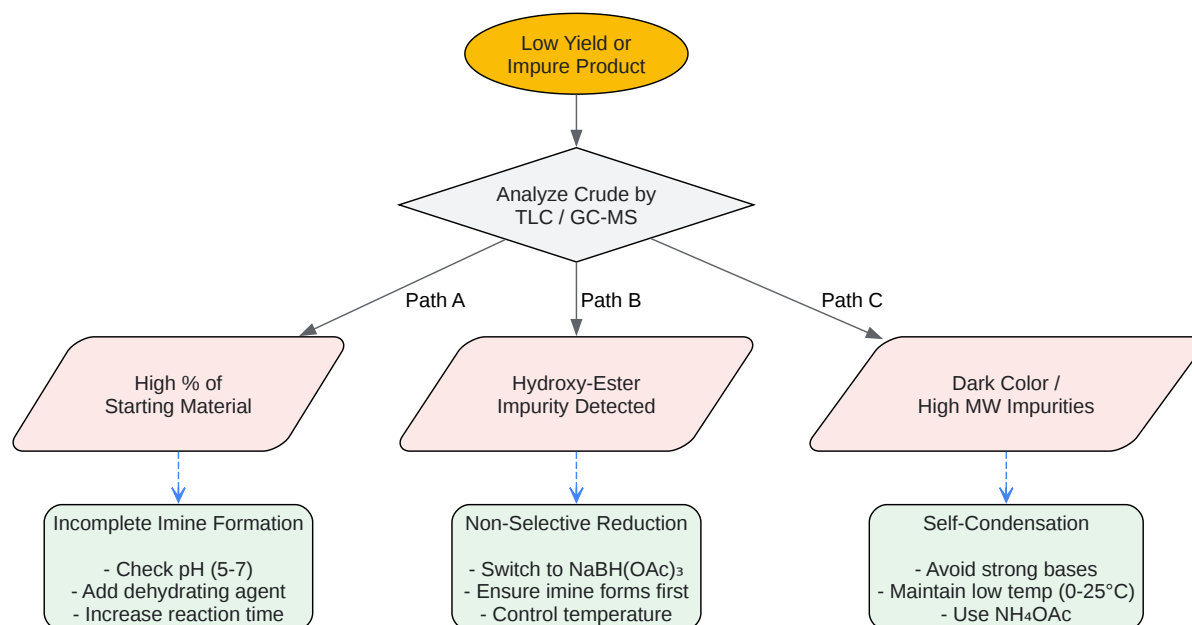 Low Yield or
Impure Product
Analyze Crude by
TLC / GC-MS
Path A
Path B
Path C
High % of
Starting Material
Hydroxy-Ester
Impurity Detected
Dark Color /
High MW Impurities
Incomplete Imine Formation
- Check pH (5-7)
- Add dehydrating agent
- Increase reaction time
Non-Selective Reduction
- Switch to NaBH(OAc)₃
- Ensure imine forms first
- Control temperature
Self-Condensation
- Avoid strong bases
- Maintain low temp (0-25°C)
- Use NH₄OAc